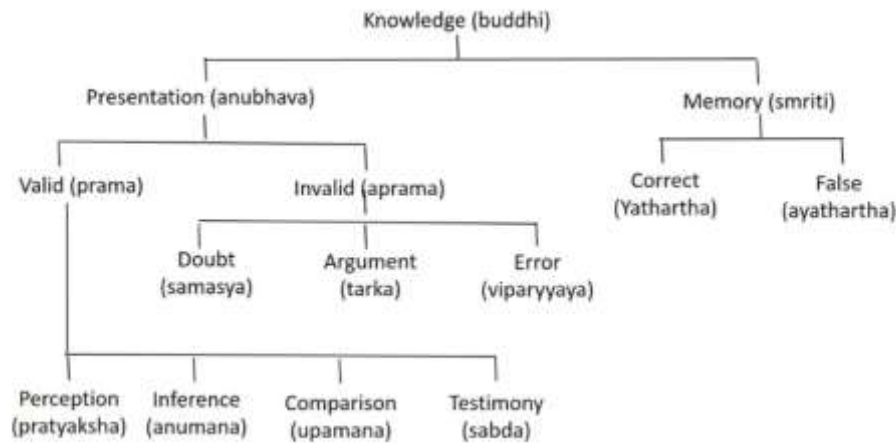 Knowledge (buddhi)
Presentation (anubhava)
Memory (smriti)
Valid (prama)
Invalid (aprama)
Correct
(Yathartha)
False
(ayathartha)
Doubt
(samasya)
Argument
(tarka)
Error
(viparyyaya)
Perception
(pratyaksha)
Inference
(anumana)
Comparison
(upamana)
Testimony
(sabda)